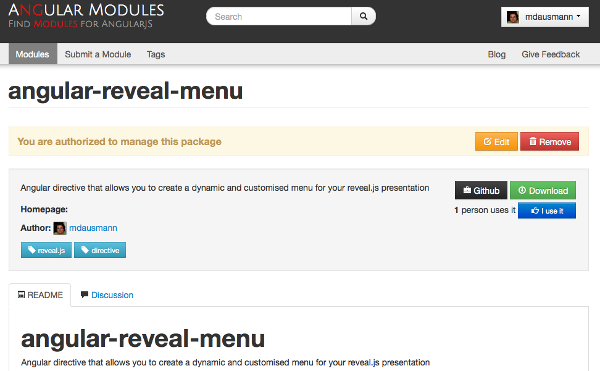 ANGULAR MODULES
FIND MODULES FOR ANGULARJS
Search
mdausmann
Modules Submit a Module Tags Blog Give Feedback
angular-reveal-menu
You are authorized to manage this package Edit Remove
Angular directive that allows you to create a dynamic and customised menu for your reveal.js presentation
Github Download
Homepage:
1 person uses it I use it
Author: mdausmann
reveal.js directive
README Discussion
angular-reveal-menu
Angular directive that allows you to create a dynamic and customised menu for your reveal.js presentation